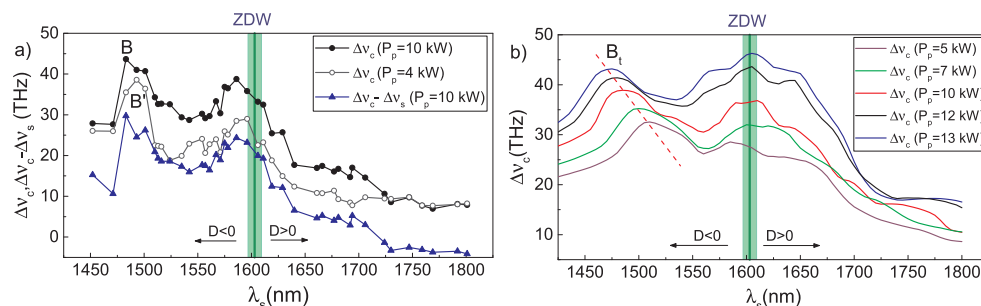 a)
ZDW
Δν_c, Δν_c-Δν_s (THz)
50
40
30
20
10
0
B
B'
Δν_c (P_p=10 kW)
Δν_c (P_p=4 kW)
Δν_c-Δν_s (P_p=10 kW)
D<0
D>0
1450 1500 1550 1600 1650 1700 1750 1800
λ_s(nm)
b)
ZDW
Δν_c(THz)
50
40
30
20
10
B_t
Δν_c (P_p=5 kW)
Δν_c (P_p=7 kW)
Δν_c (P_p=10 kW)
Δν_c (P_p=12 kW)
Δν_c (P_p=13 kW)
D<0
D>0
1450 1500 1550 1600 1650 1700 1750 1800
λ_s(nm)